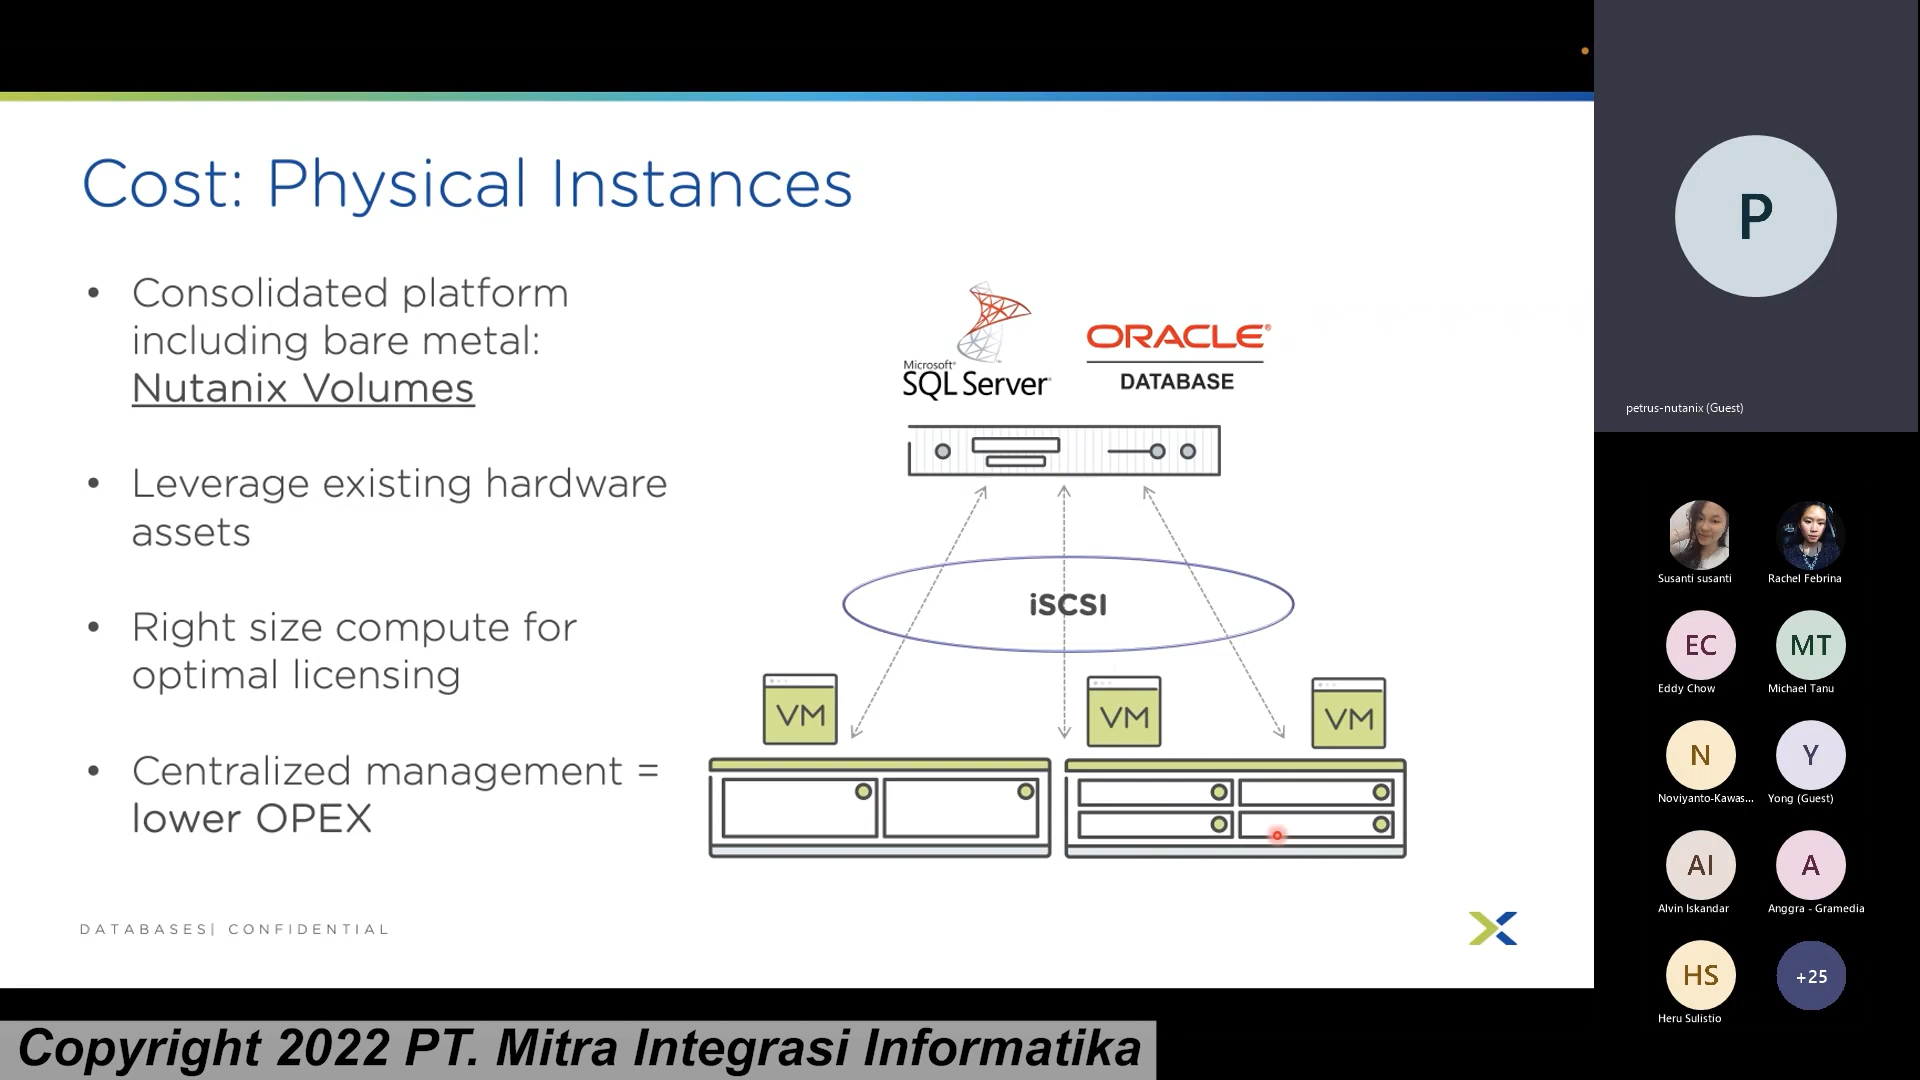 Cost: Physical Instances
• Consolidated platform
including bare metal:
Nutanix Volumes
• Leverage existing hardware
assets
• Right size compute for
optimal licensing
• Centralized management =
lower OPEX
Microsoft®
SQL Server
ORACLE®
DATABASE
iSCSI
VM
VM
VM
DATABASES| CONFIDENTIAL
P
petrus-nutanix (Guest)
Susanti susanti
Rachel Febrina
EC
Eddy Chow
MT
Michael Tanu
N
Noviyanto-Kawas...
Y
Yong (Guest)
AI
Alvin Iskandar
A
Anggra - Gramedia
HS
Heru Sulistio
+25
Copyright 2022 PT. Mitra Integrasi Informatika